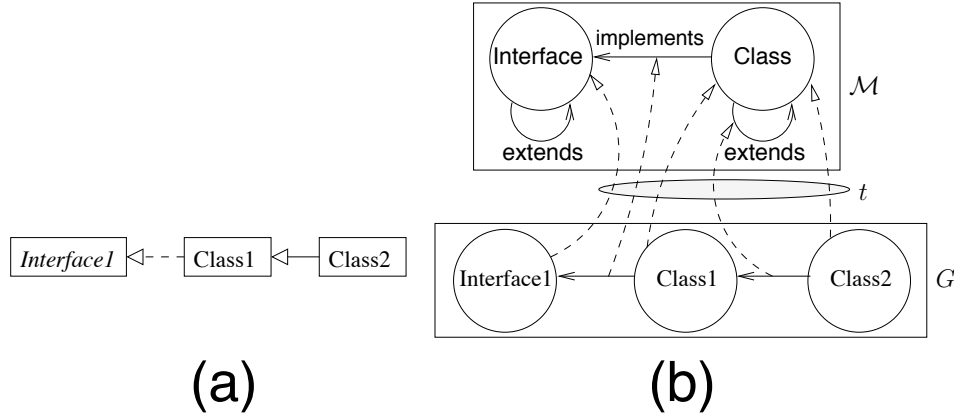 implements
Interface
Class
ℳ
extends
extends
t
Interface1
Class1
Class2
Interface1
Class1
Class2
G
(a)
(b)